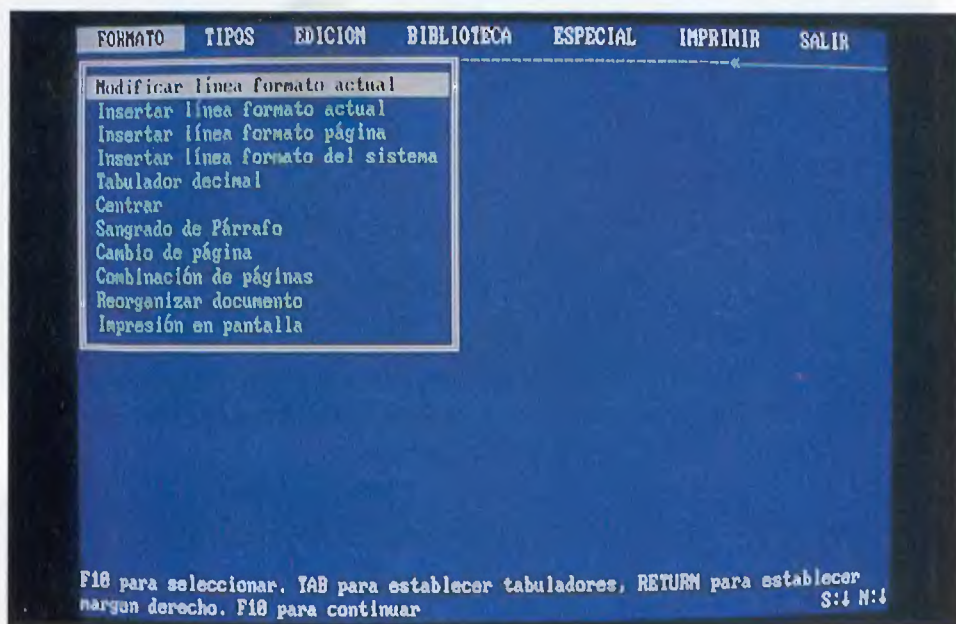 FORMATO TIPOS EDICION BIBLIOTECA ESPECIAL IMPRIMIR SALIR
Modificar línea formato actual
Insertar línea formato actual
Insertar línea formato página
Insertar línea formato del sistema
Tabulador decimal
Centrar
Sangrado de Párrafo
Cambio de página
Combinación de páginas
Reorganizar documento
Impresión en pantalla
F10 para seleccionar. TAB para establecer tabuladores, RETURN para establecer
margen derecho. F10 para continuar S:↓ N:↓